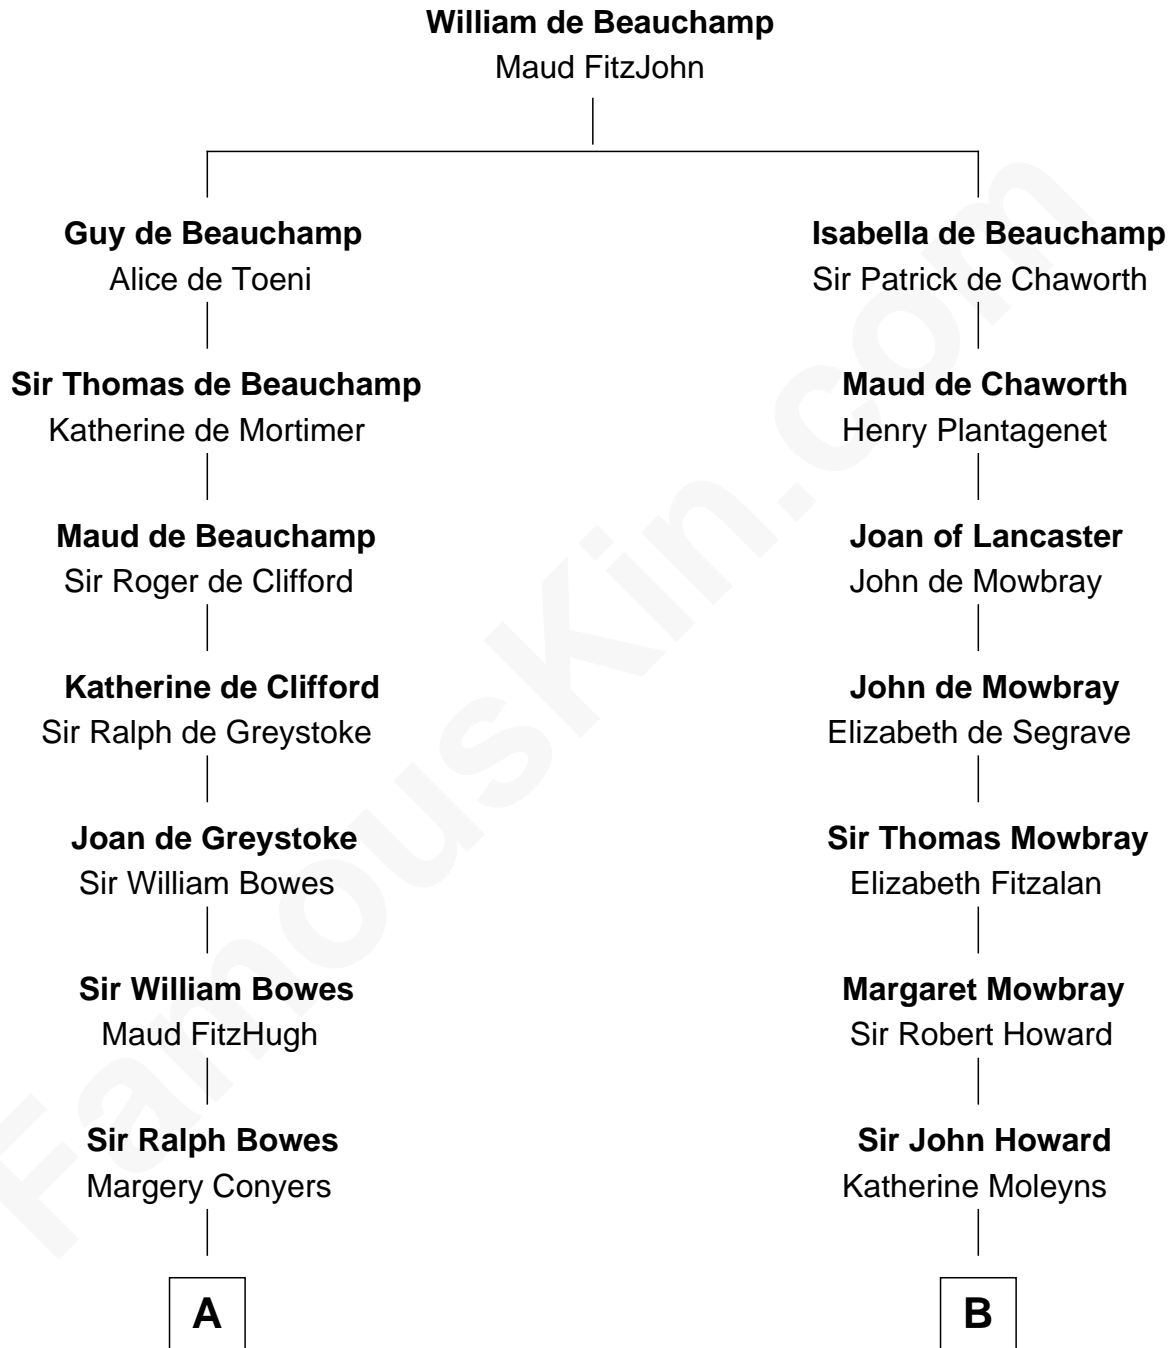 William de Beauchamp
Maud FitzJohn
Guy de Beauchamp
Alice de Toeni
Isabella de Beauchamp
Sir Patrick de Chaworth
Sir Thomas de Beauchamp
Katherine de Mortimer
Maud de Chaworth
Henry Plantagenet
Maud de Beauchamp
Sir Roger de Clifford
Joan of Lancaster
John de Mowbray
Katherine de Clifford
Sir Ralph de Greystoke
John de Mowbray
Elizabeth de Segrave
Joan de Greystoke
Sir William Bowes
Sir Thomas Mowbray
Elizabeth Fitzalan
Sir William Bowes
Maud FitzHugh
Margaret Mowbray
Sir Robert Howard
Sir Ralph Bowes
Margery Conyers
Sir John Howard
Katherine Moleyns
A
B
FamousKin.com